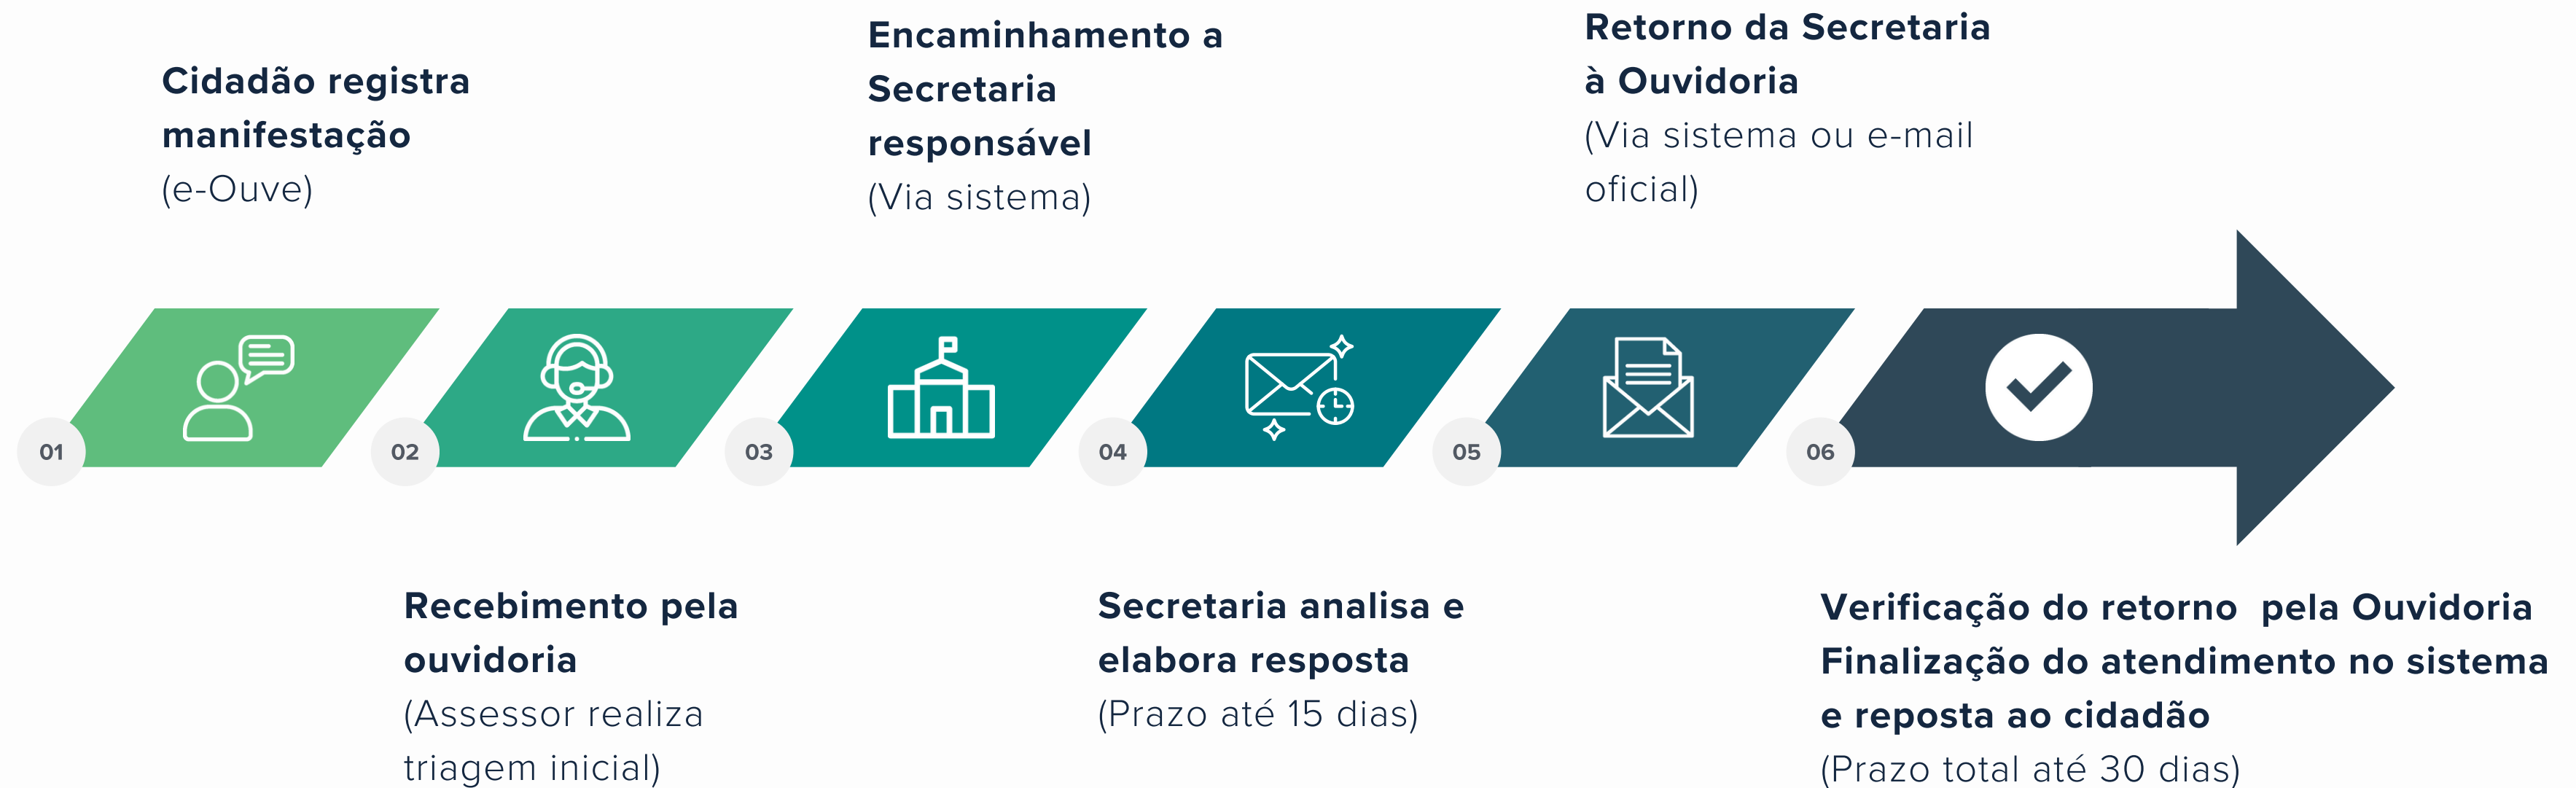 Cidadão registra
manifestação
(e-Ouve)
Encaminhamento a
Secretaria
responsável
(Via sistema)
Retorno da Secretaria
à Ouvidoria
(Via sistema ou e-mail
oficial)
01
02
03
04
05
06
Recebimento pela
ouvidoria
(Assessor realiza
triagem inicial)
Secretaria analisa e
elabora resposta
(Prazo até 15 dias)
Verificação do retorno  pela Ouvidoria
Finalização do atendimento no sistema
e reposta ao cidadão
(Prazo total até 30 dias)